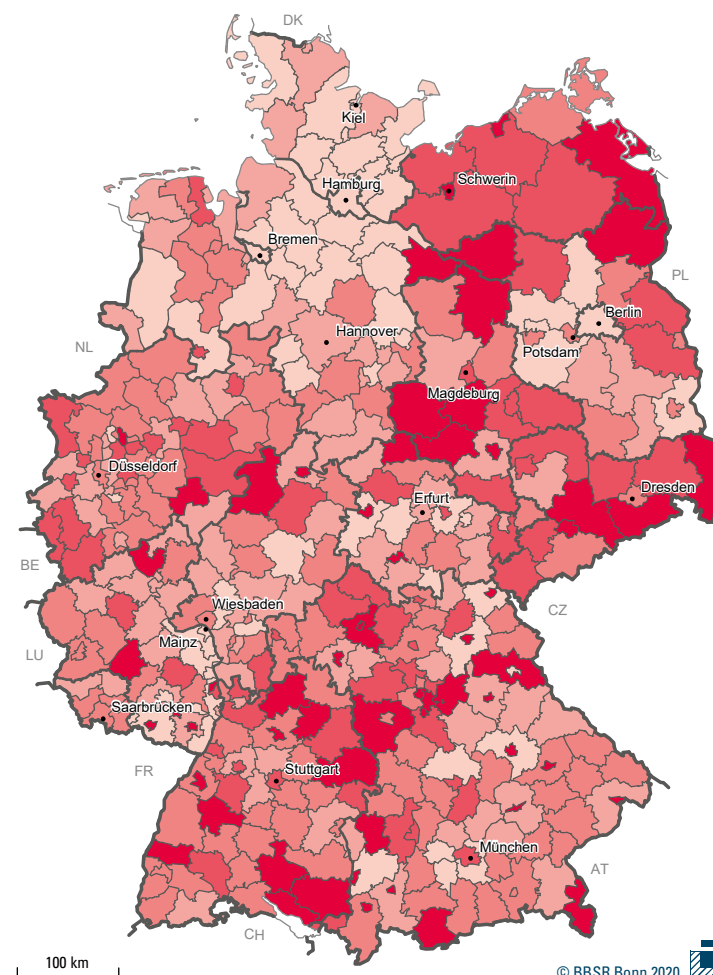 DK
Kiel
Schwerin
Hamburg
Bremen
PL
Berlin
Hannover
NL
Potsdam
Magdeburg
Düsseldorf
Dresden
Erfurt
BE
Wiesbaden
CZ
Mainz
LU
Saarbrücken
FR
Stuttgart
München
AT
CH
100 km
© BBSR Bonn 2020